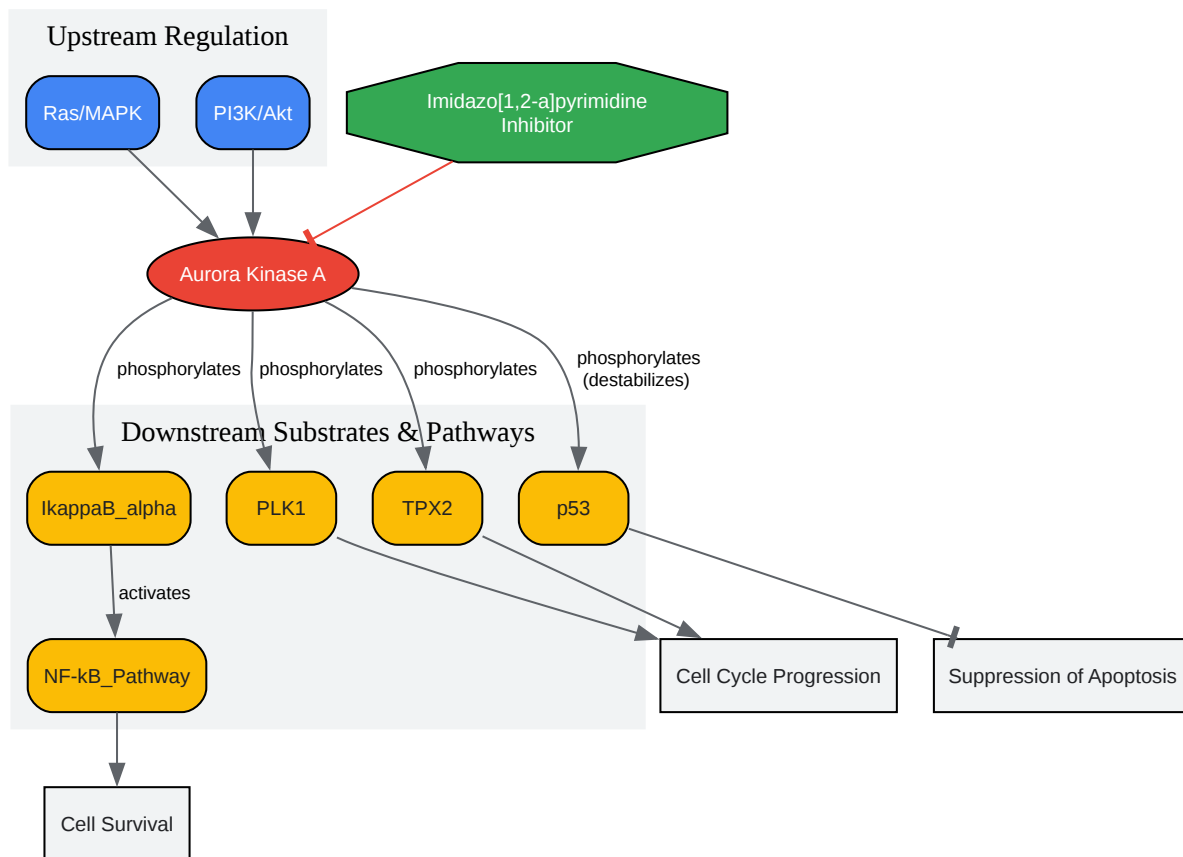 Upstream Regulation
Ras/MAPK
PI3K/Akt
Imidazo[1,2-a]pyrimidine
Inhibitor
Aurora Kinase A
phosphorylates
phosphorylates
phosphorylates
phosphorylates
(destabilizes)
Downstream Substrates & Pathways
IkappaB_alpha
PLK1
TPX2
p53
activates
NF-kB_Pathway
Cell Cycle Progression
Suppression of Apoptosis
Cell Survival